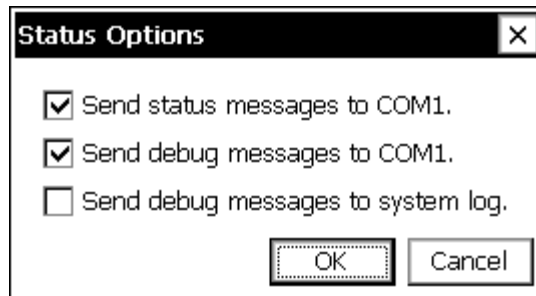 Status Options
Send status messages to COM1.
Send debug messages to COM1.
Send debug messages to system log.
OK Cancel